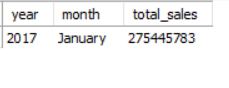 year month total_sales
2017 January 275445783